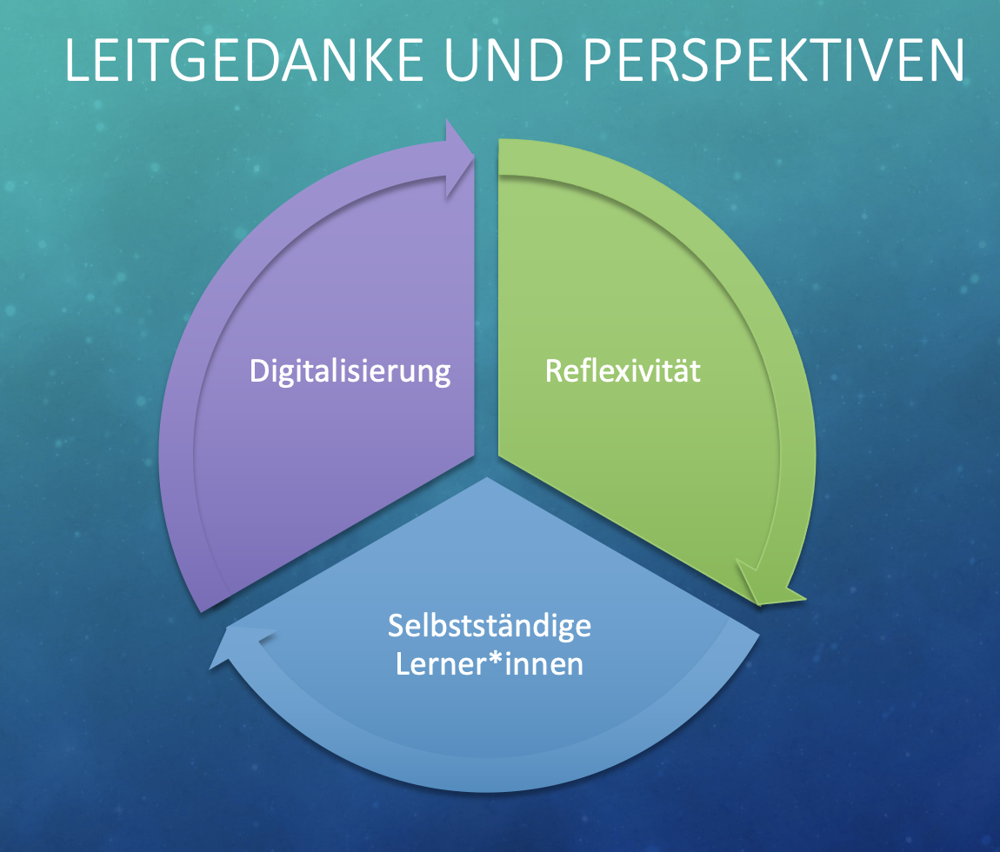 LEITGEDANKE UND PERSPEKTIVEN
Digitalisierung
Reflexivität
Selbstständige
Lerner*innen